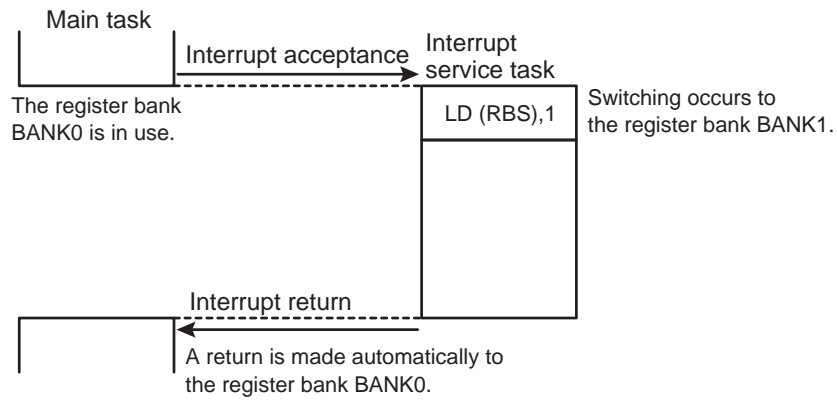 Main task
Interrupt acceptance
Interrupt
service task
The register bank
BANK0 is in use.
LD (RBS),1
Switching occurs to
the register bank BANK1.
Interrupt return
A return is made automatically to
the register bank BANK0.